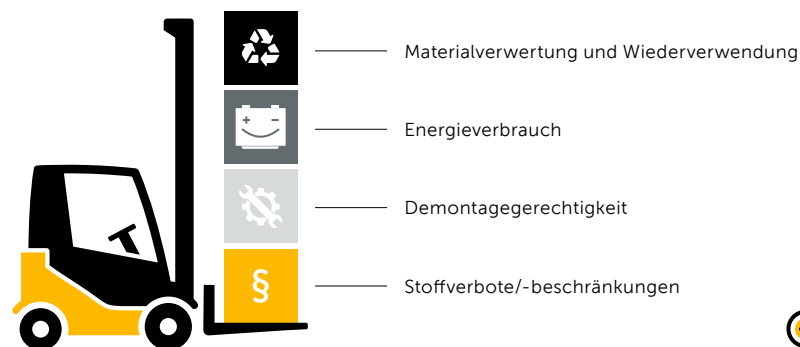 Materialverwertung und Wiederverwendung
+ -
Energieverbrauch
Demontagegerechtigkeit
§
Stoffverbote/-beschränkungen